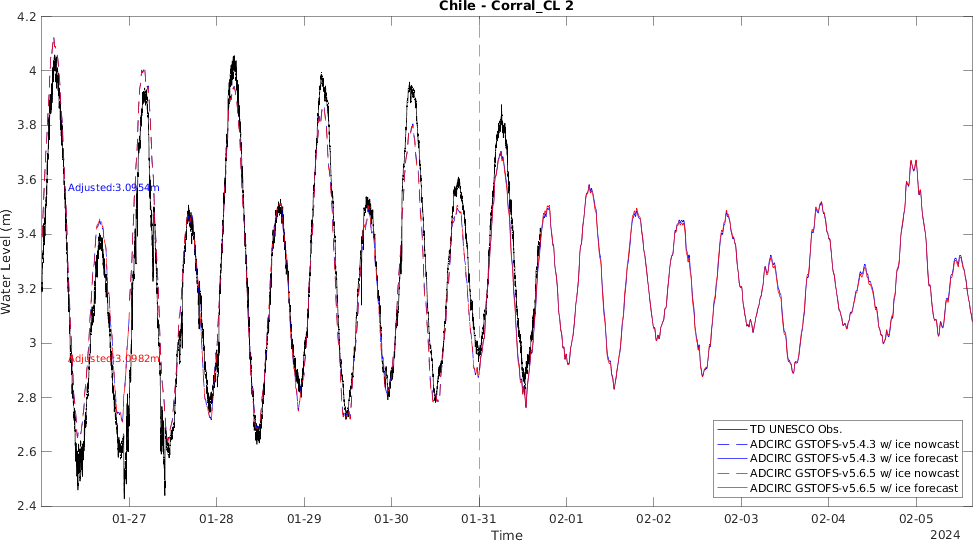 Chile - Corral_CL 2
4.2
4
3.8
3.6
3.4
3.2
3
2.8
2.6
2.4
Water Level (m)
Adjusted:3.0954m
Adjusted:3.0982m
TD UNESCO Obs.
ADCIRC GSTOFS-v5.4.3 w/ ice nowcast
ADCIRC GSTOFS-v5.4.3 w/ ice forecast
ADCIRC GSTOFS-v5.6.5 w/ ice nowcast
ADCIRC GSTOFS-v5.6.5 w/ ice forecast
01-27 01-28 01-29 01-30 01-31 02-01 02-02 02-03 02-04 02-05
Time
2024